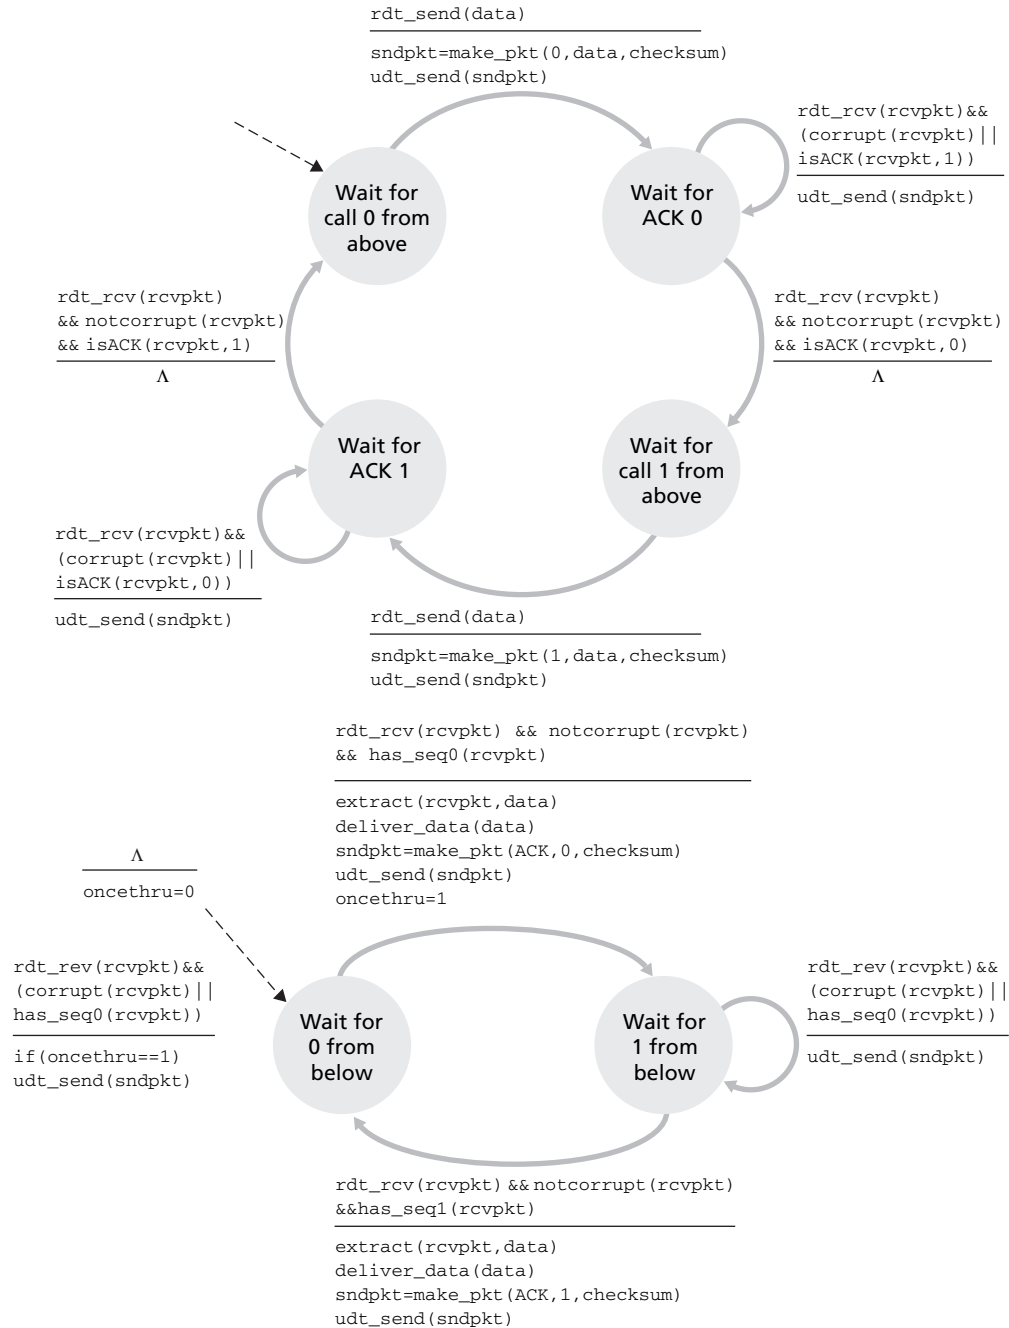 rdt_send(data)
sndpkt=make_pkt(0,data,checksum)
udt_send(sndpkt)
rdt_rcv(rcvpkt)&&
(corrupt(rcvpkt)||
isACK(rcvpkt,1))
udt_send(sndpkt)
Wait for
call 0 from
above
Wait for
ACK 0
rdt_rcv(rcvpkt)
&& notcorrupt(rcvpkt)
&& isACK(rcvpkt,1)
Λ
rdt_rcv(rcvpkt)
&& notcorrupt(rcvpkt)
&& isACK(rcvpkt,0)
Λ
Wait for
ACK 1
Wait for
call 1 from
above
rdt_rcv(rcvpkt)&&
(corrupt(rcvpkt)||
isACK(rcvpkt,0))
udt_send(sndpkt)
rdt_send(data)
sndpkt=make_pkt(1,data,checksum)
udt_send(sndpkt)
rdt_rcv(rcvpkt) && notcorrupt(rcvpkt)
&& has_seq0(rcvpkt)
extract(rcvpkt,data)
deliver_data(data)
sndpkt=make_pkt(ACK,0,checksum)
udt_send(sndpkt)
oncethru=1
Λ
oncethru=0
rdt_rev(rcvpkt)&&
(corrupt(rcvpkt)||
has_seq0(rcvpkt))
if(oncethru==1)
udt_send(sndpkt)
Wait for
0 from
below
Wait for
1 from
below
rdt_rev(rcvpkt)&&
(corrupt(rcvpkt)||
has_seq0(rcvpkt))
udt_send(sndpkt)
rdt_rcv(rcvpkt) && notcorrupt(rcvpkt)
&&has_seq1(rcvpkt)
extract(rcvpkt,data)
deliver_data(data)
sndpkt=make_pkt(ACK,1,checksum)
udt_send(sndpkt)